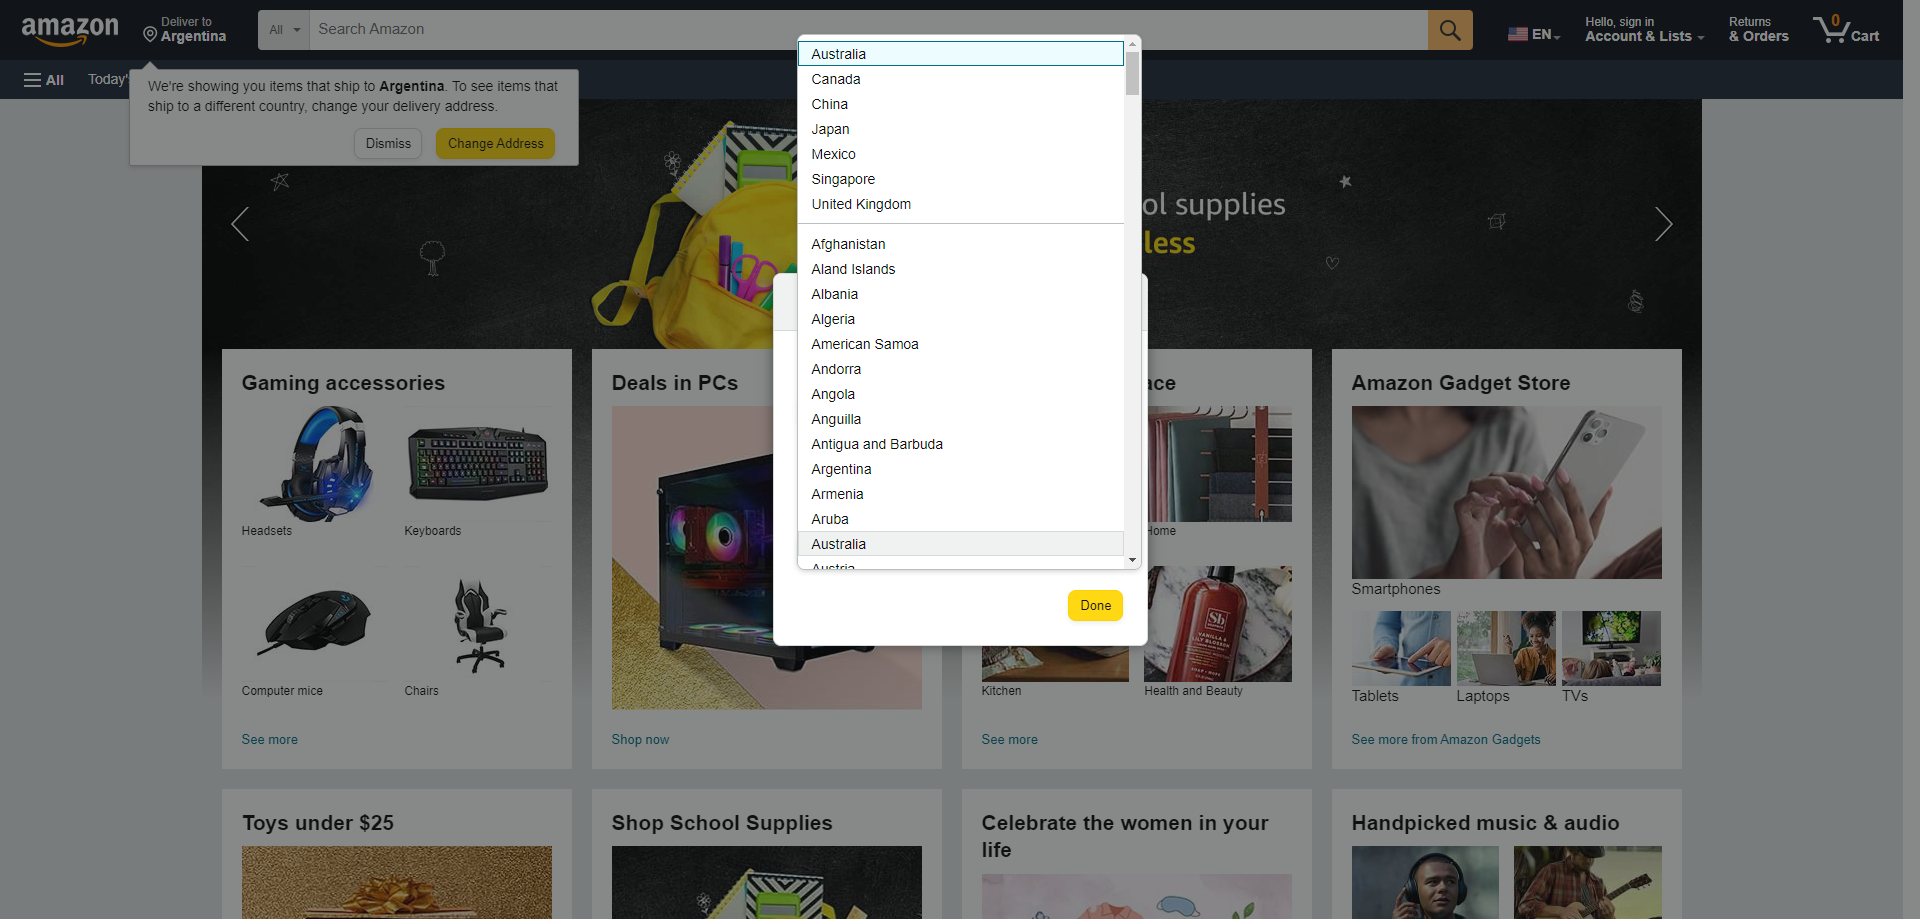 amazon
Deliver to
Argentina
All
Search Amazon
EN
Hello, sign in
Account & Lists
Returns
& Orders
0
Cart
All
Today'
We're showing you items that ship to Argentina. To see items that
ship to a different country, change your delivery address.
Dismiss
Change Address
Australia
Canada
China
Japan
Mexico
Singapore
United Kingdom
Afghanistan
Aland Islands
Albania
Algeria
American Samoa
Andorra
Angola
Anguilla
Antigua and Barbuda
Argentina
Armenia
Aruba
Australia
Austria
Done
ol supplies
less
Gaming accessories
Headsets
Keyboards
Computer mice
Chairs
See more
Deals in PCs
Shop now
ace
Home
Kitchen
Health and Beauty
See more
Sb
VANILLA &
LILY BLOSSOM
Amazon Gadget Store
Smartphones
Tablets
Laptops
TVs
See more from Amazon Gadgets
Toys under $25
Shop School Supplies
Celebrate the women in your
life
Handpicked music & audio